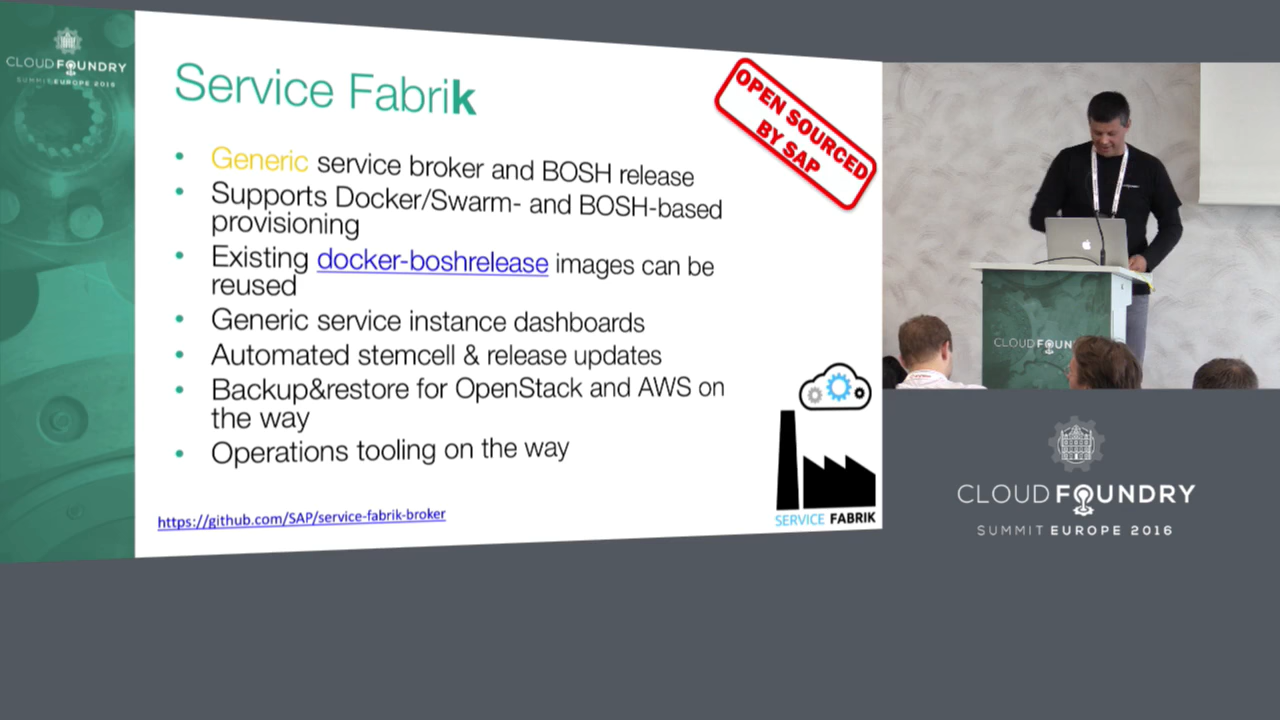 CLOUD FOUNDRY
SUMMIT EUROPE 2016
Service Fabrik
OPEN SOURCED
BY SAP
• Generic service broker and BOSH release
• Supports Docker/Swarm- and BOSH-based
provisioning
• Existing docker-boshrelease images can be
reused
• Generic service instance dashboards
• Automated stemcell & release updates
• Backup&restore for OpenStack and AWS on
the way
• Operations tooling on the way
SERVICE FABRIK
https://github.com/SAP/service-fabrik-broker
CLOUD FOUN
CLOUD FOUNDRY
SUMMIT EUROPE 2016